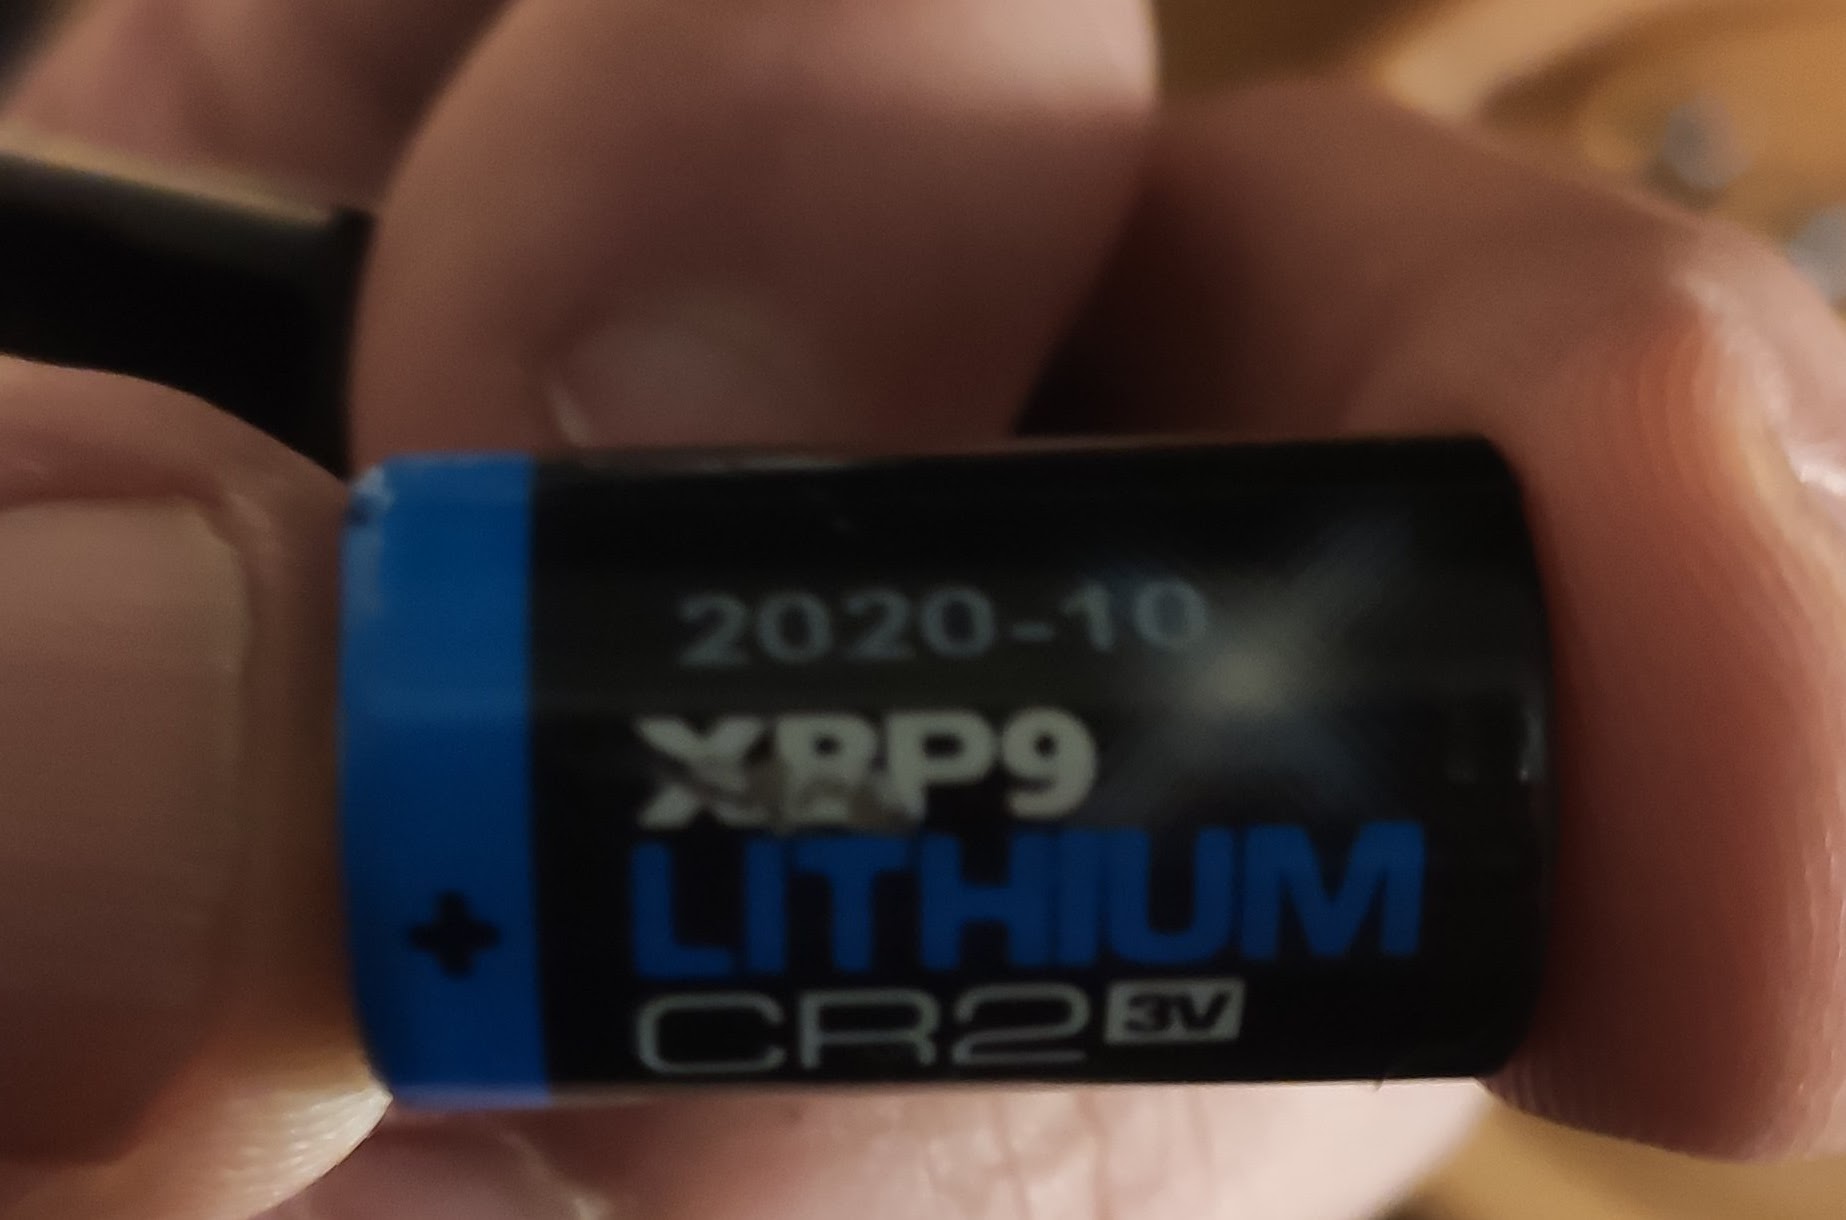 2020-10
XRP9
LITHIUM
CR2 3V
+